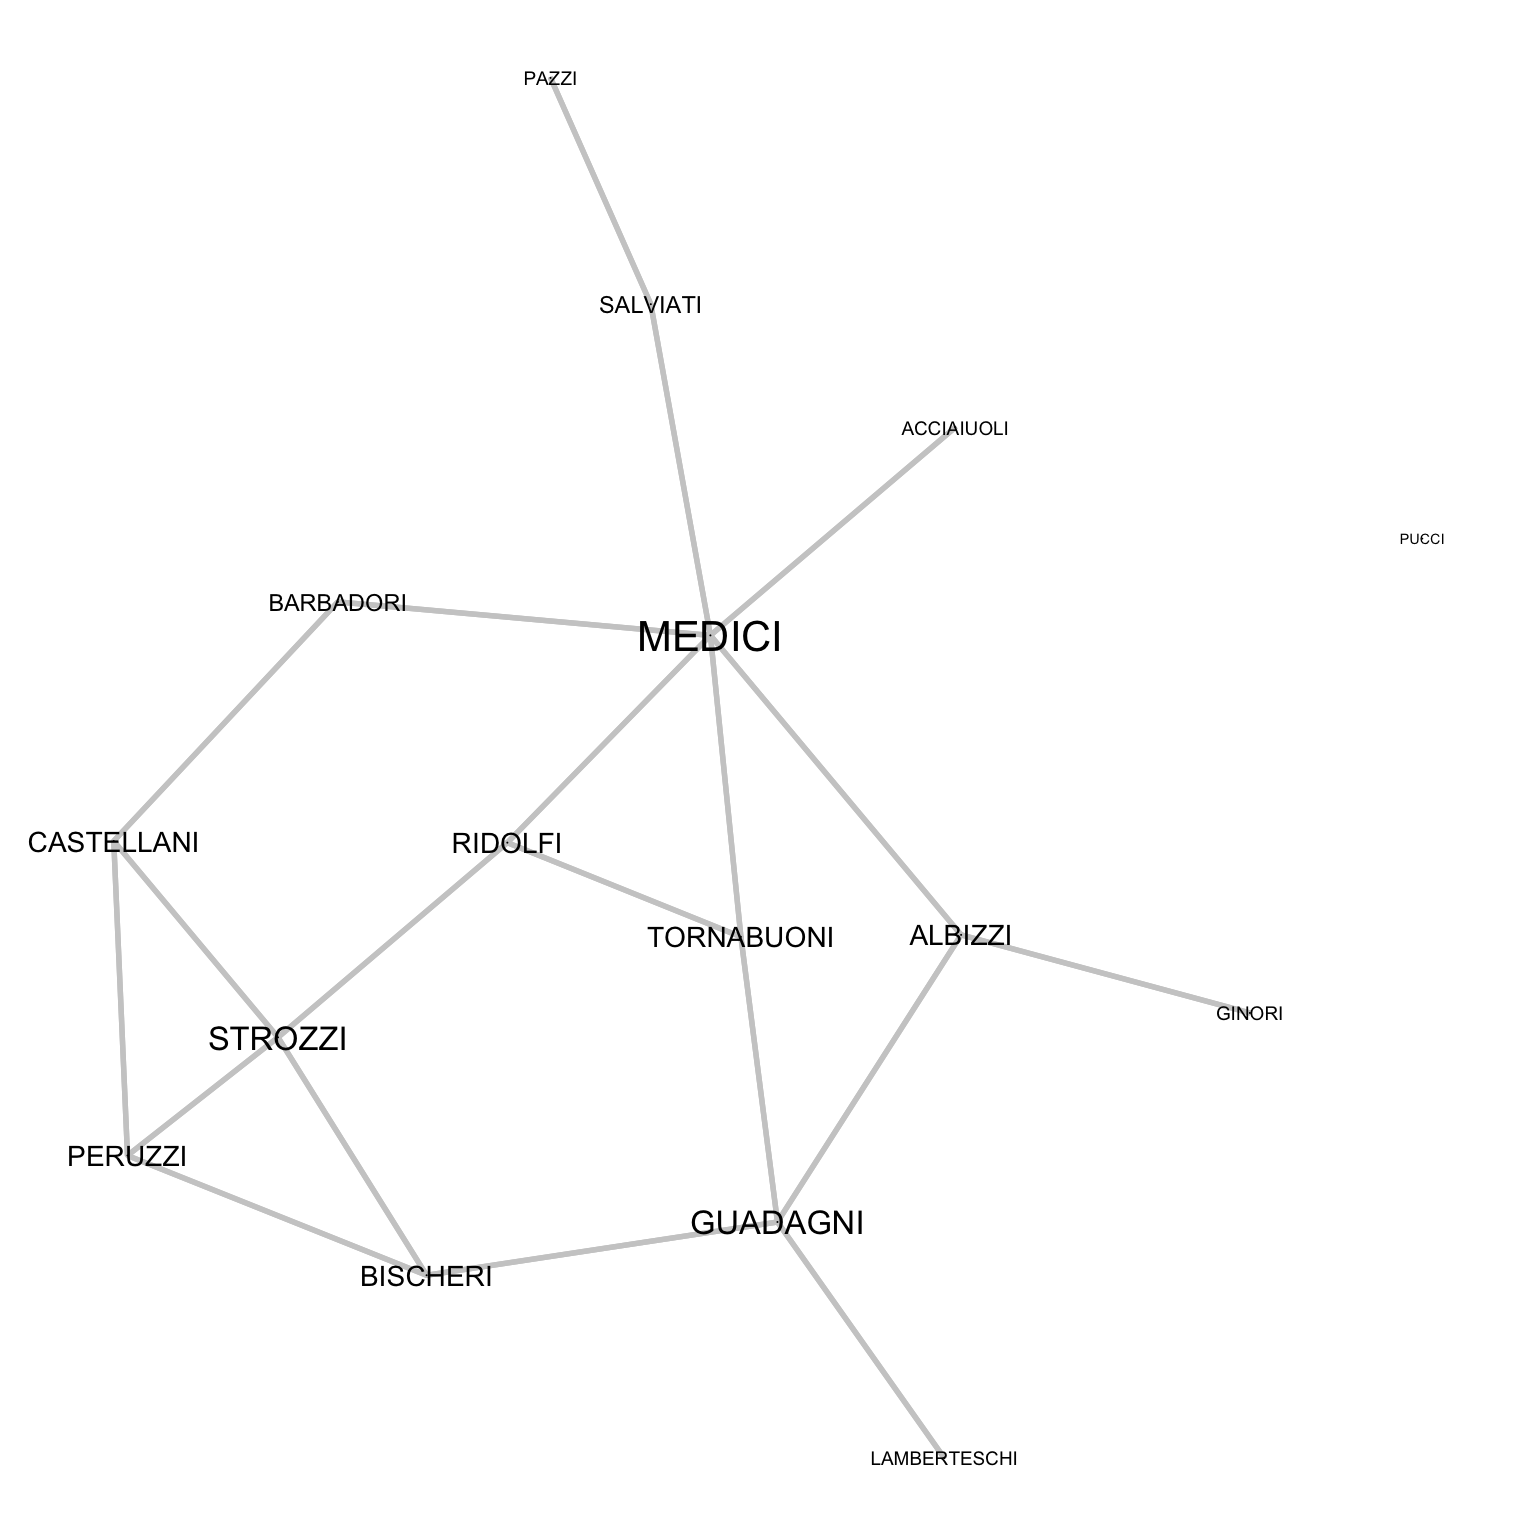 PAZZI
SALVIATI
ACCIAIUOLI
PUCCI
BARBADORI
MEDICI
CASTELLANI
RIDOLFI
TORNABUONI
ALBIZZI
GINORI
STROZZI
PERUZZI
GUADAGNI
BISCHERI
LAMBERTESCHI